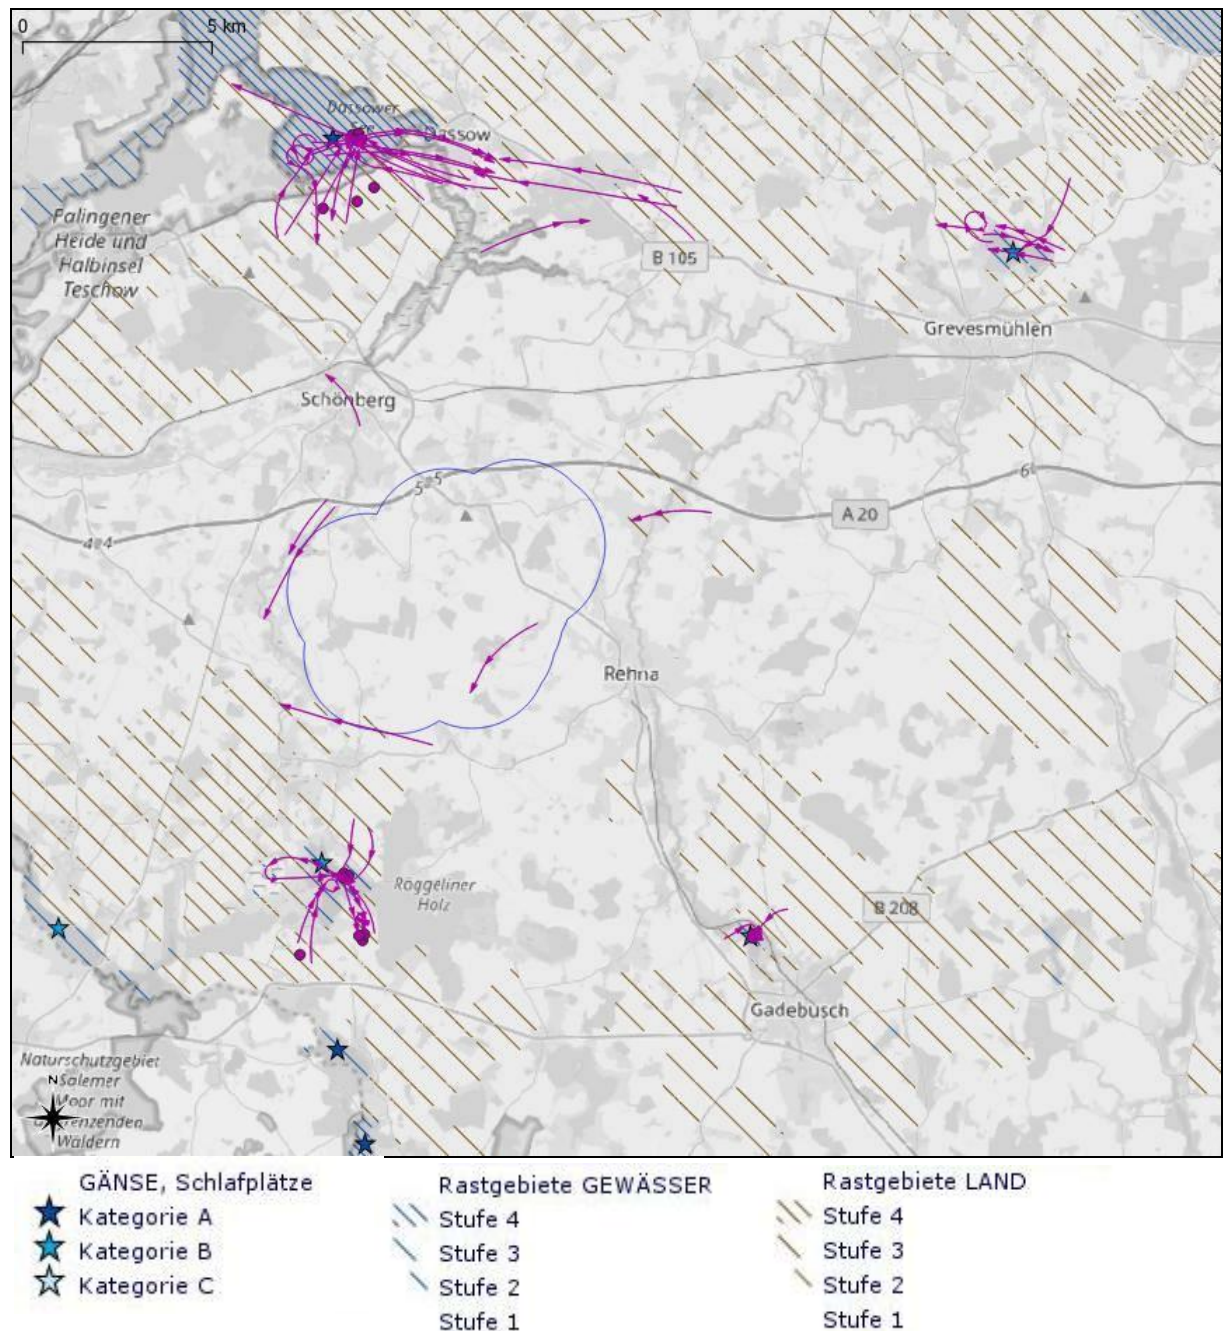 0 5 km
Dassower
See
Dassow
Palingener
Heide und
Halbinsel
Teschow
B 105
Grevesmühlen
Schönberg
5
5
6
A 20
4
4
Rehna
Röggeliner
Holz
B 208
Gadebusch
Naturschutzgebiet
Salemer
N
Moor mit
Wäldern
GÄNSE, Schlafplätze
Kategorie A
Kategorie B
Kategorie C
Rastgebiete GEWÄSSER
Stufe 4
Stufe 3
Stufe 2
Stufe 1
Rastgebiete LAND
Stufe 4
Stufe 3
Stufe 2
Stufe 1